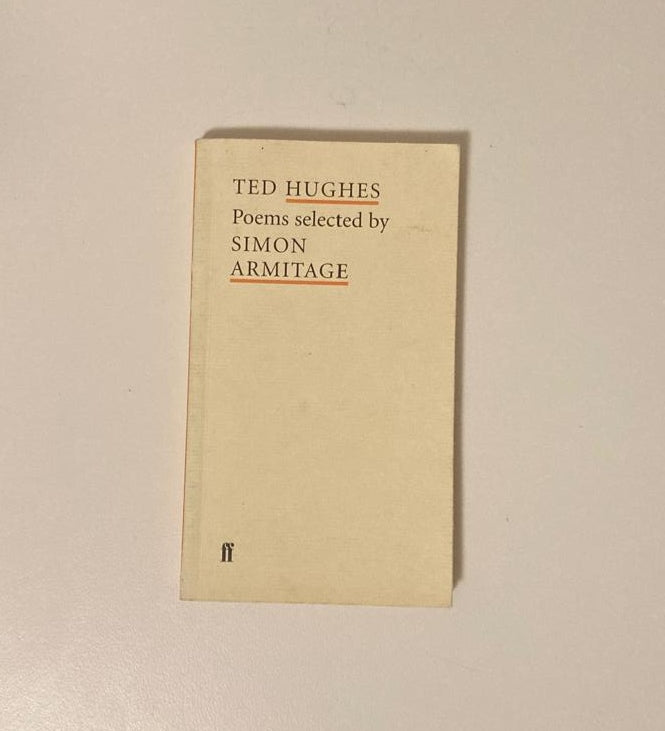 TED HUGHES
Poems selected by
SIMON
ARMITAGE
ff